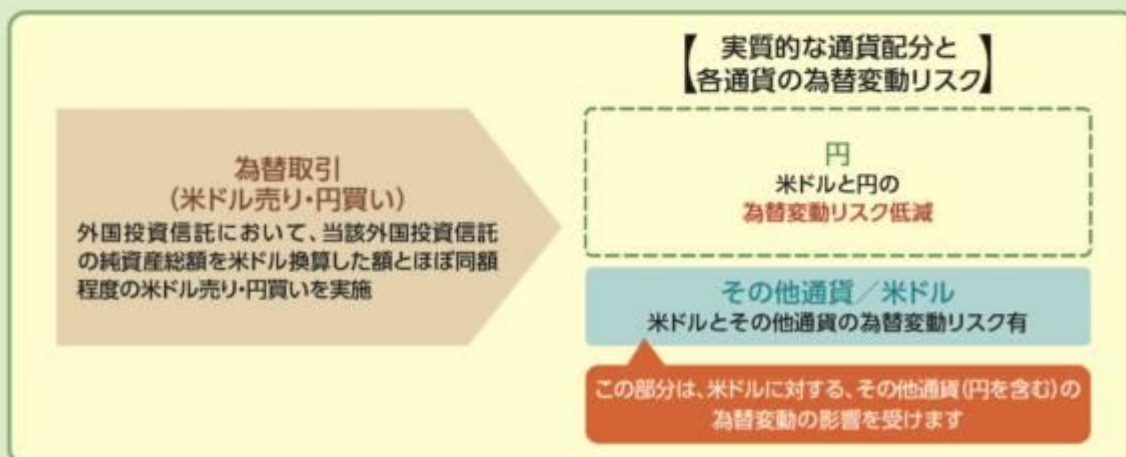 【実質的な通貨配分と
各通貨の為替変動リスク】
為替取引
（米ドル売り・円買い）
外国投資信託において、当該外国投資信託
の純資産総額を米ドル換算した額とほぼ同額
程度の米ドル売り・円買いを実施
円
米ドルと円の
為替変動リスク低減
その他通貨／米ドル
米ドルとその他通貨の為替変動リスク有
この部分は、米ドルに対する、その他通貨(円を含む)の
為替変動の影響を受けます